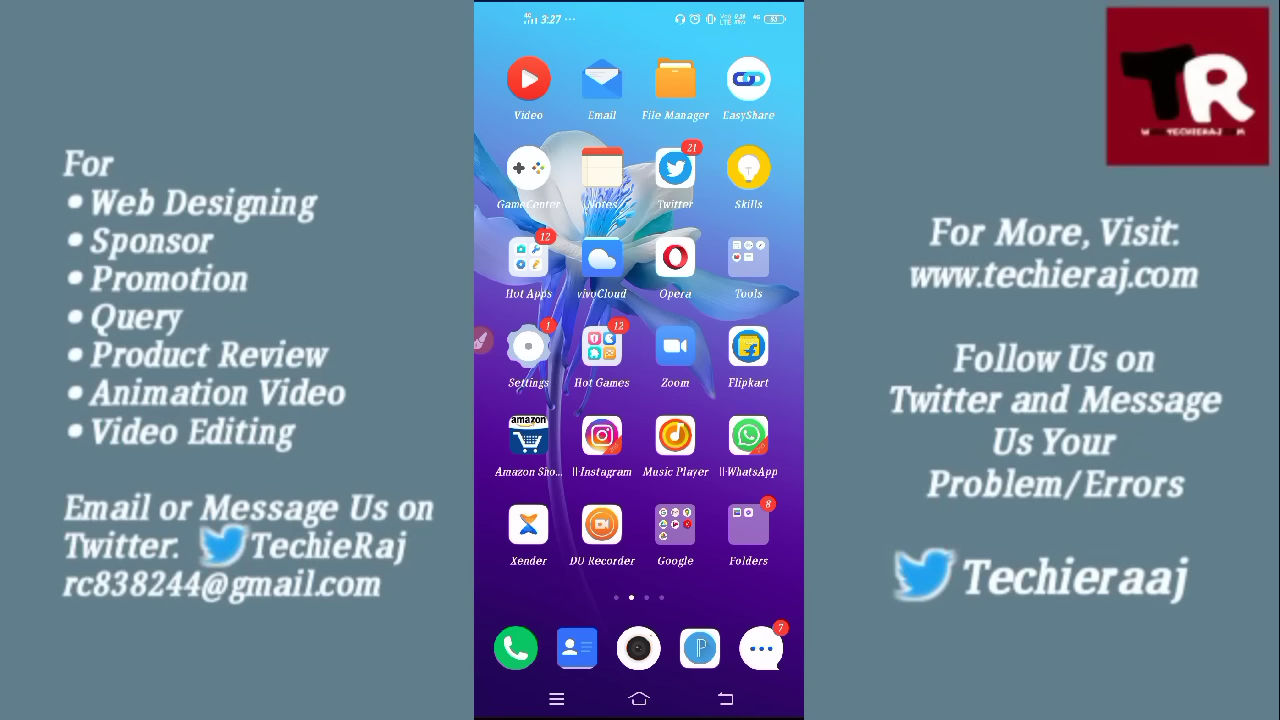 For
• Web Designing
• Sponsor
• Promotion
• Query
• Product Review
• Animation Video
• Video Editing
Email or Message Us on
Twitter. TechieRaj
rc838244@gmail.com
4G 3:27 ...
4G 93
Video Email File Manager EasyShare
21
GameCenter Notes Twitter Skills
12
Hot Apps vivoCloud Opera Tools
1 12
Settings Hot Games Zoom Flipkart
amazon
Amazon Sho... ||·Instagram Music Player ||·WhatsApp
8
Xender DU Recorder Google Folders
7
P
TR
For More, Visit:
www.techieraj.com
Follow Us on
Twitter and Message
Us Your
Problem/Errors
Techieraaj